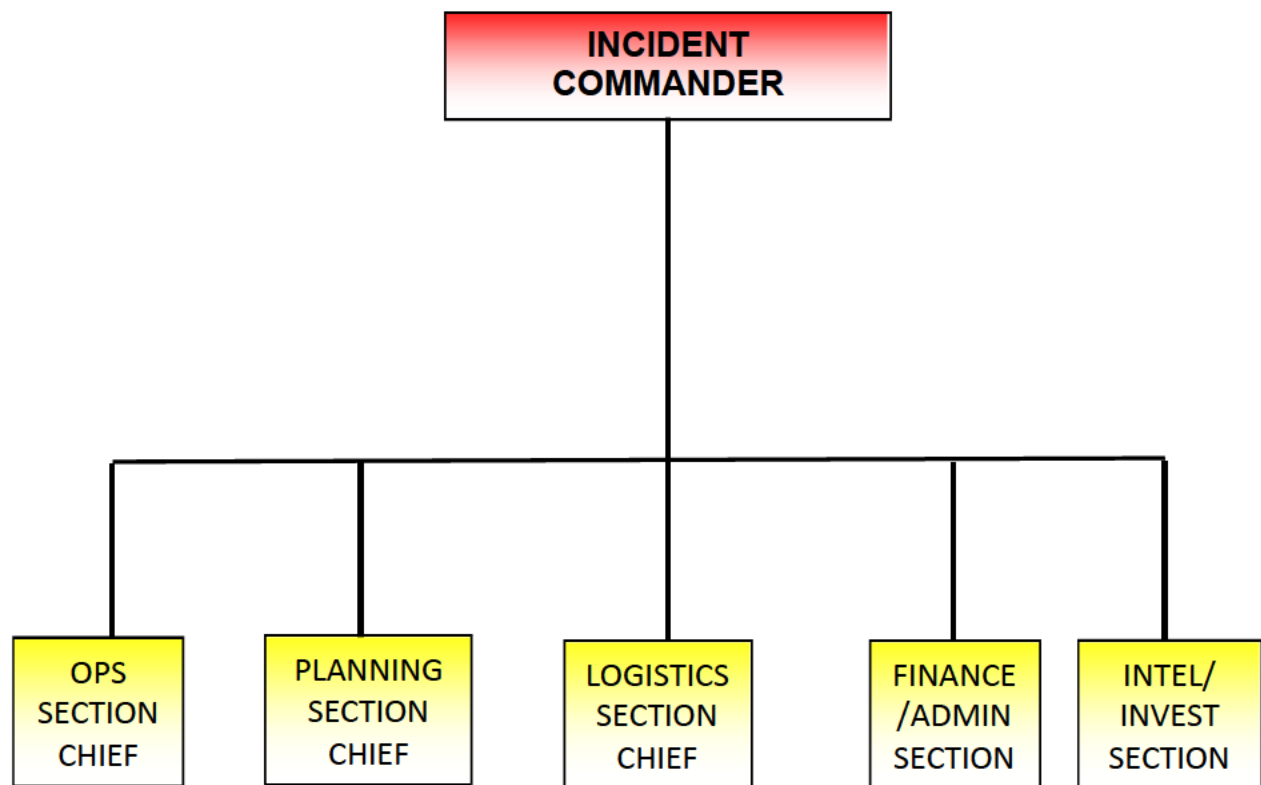 INCIDENT
COMMANDER
OPS
SECTION
CHIEF
PLANNING
SECTION
CHIEF
LOGISTICS
SECTION
CHIEF
FINANCE
/ADMIN
SECTION
INTEL/
INVEST
SECTION